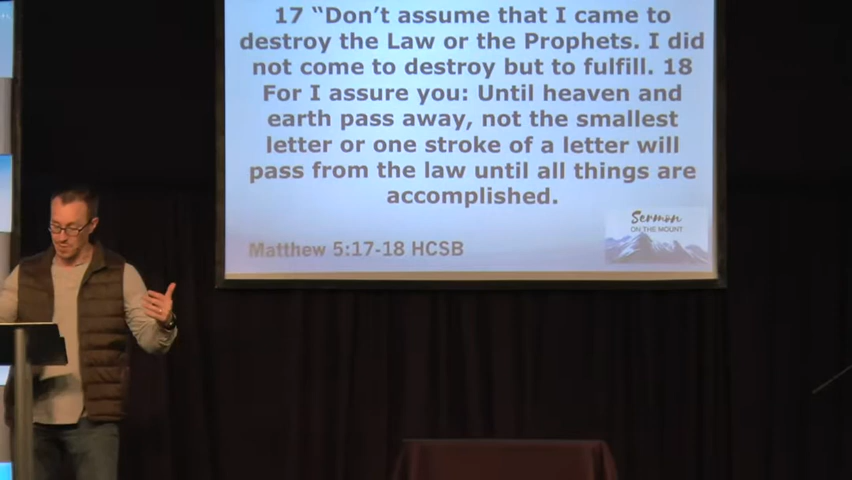 17 “Don’t assume that I came to
destroy the Law or the Prophets. I did
not come to destroy but to fulfill. 18
For I assure you: Until heaven and
earth pass away, not the smallest
letter or one stroke of a letter will
pass from the law until all things are
accomplished.
Sermon
ON THE MOUNT
Matthew 5:17-18 HCSB